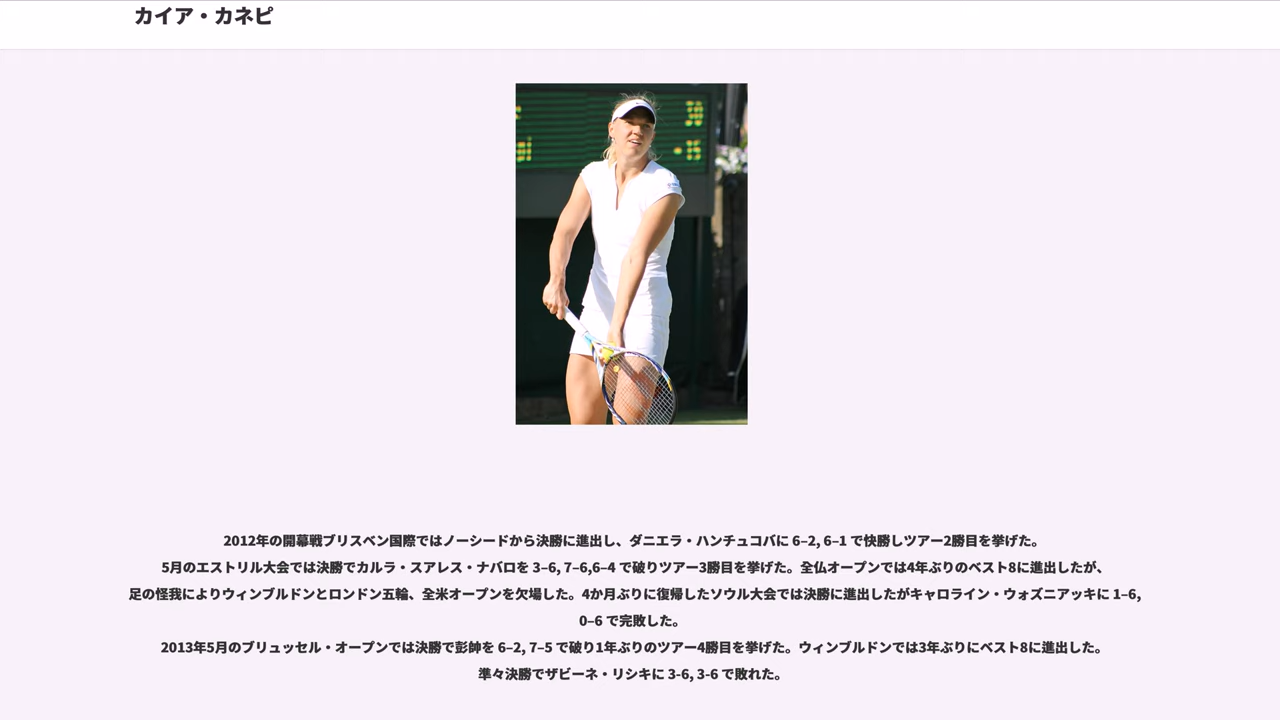 カイア・カネピ
2012年の開幕戦ブリスベン国際ではノーシードから決勝に進出し、ダニエラ・ハンチュコバに 6–2, 6–1 で快勝しツアー2勝目を挙げた。
5月のエストリル大会では決勝でカルラ・スアレス・ナバロを 3–6, 7–6,6–4 で破りツアー3勝目を挙げた。全仏オープンでは4年ぶりのベスト8に進出したが、
足の怪我によりウィンブルドンとロンドン五輪、全米オープンを欠場した。4か月ぶりに復帰したソウル大会では決勝に進出したがキャロライン・ウォズニアッキに 1–6,
0–6 で完敗した。
2013年5月のブリュッセル・オープンでは決勝で彭帥を 6–2, 7–5 で破り1年ぶりのツアー4勝目を挙げた。ウィンブルドンでは3年ぶりにベスト8に進出した。
準々決勝でザビーネ・リシキに 3-6, 3-6 で敗れた。